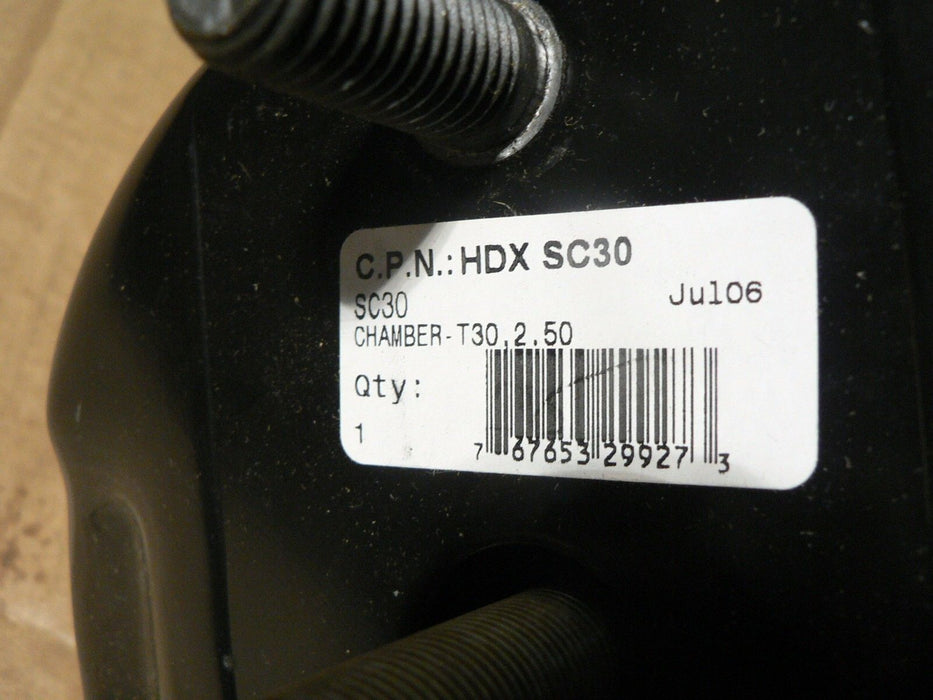 C.P.N.: HDX SC30
SC30
Jul06
CHAMBER-T30,2.50
Qty:
1
7 67653 29927 3